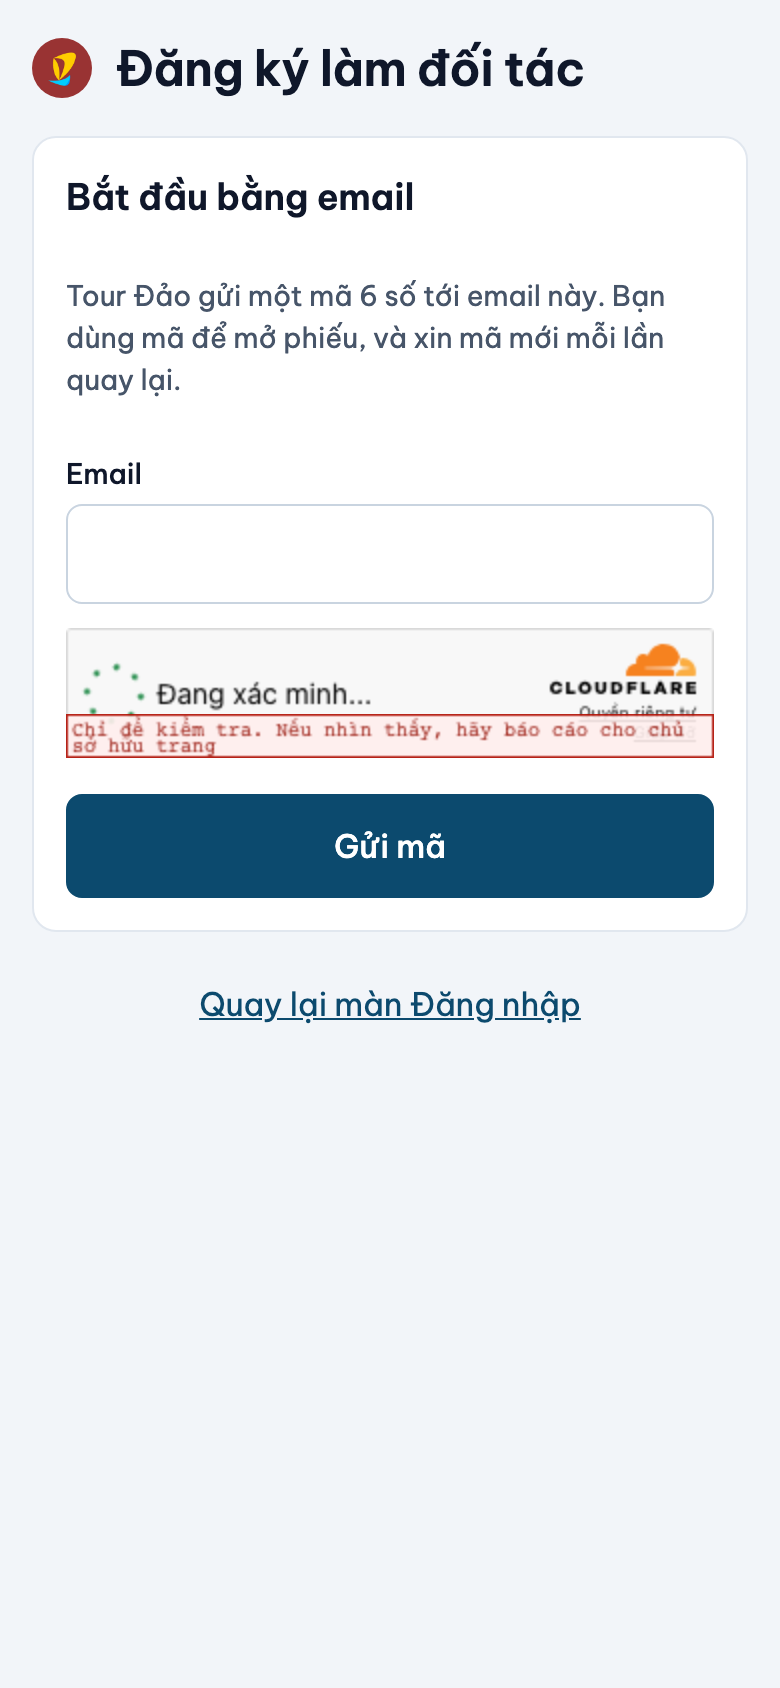 Đăng ký làm đối tác
Bắt đầu bằng email
Tour Đảo gửi một mã 6 số tới email này. Bạn
dùng mã để mở phiếu, và xin mã mới mỗi lần
quay lại.
Email
Đang xác minh...
CLOUDFLARE
Quyền riêng tư
Chỉ để kiểm tra. Nếu nhìn thấy, hãy báo cáo cho chủ
sở hữu trang
Gửi mã
Quay lại màn Đăng nhập